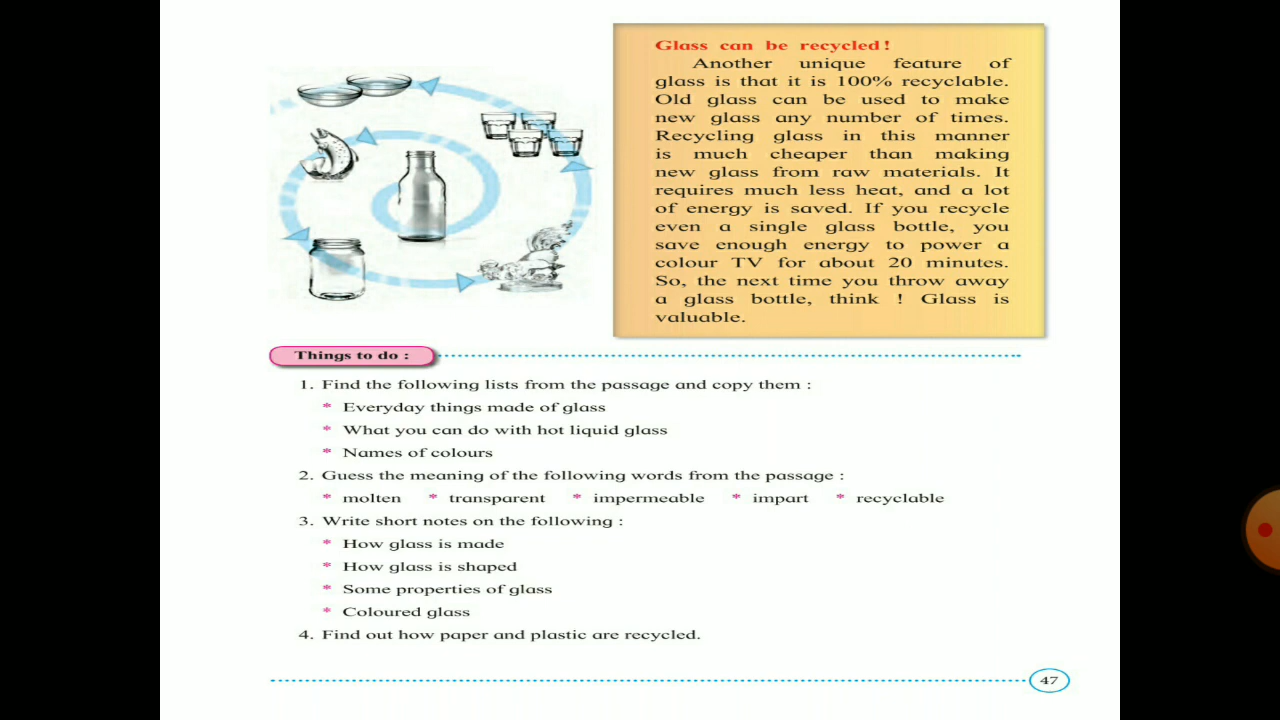 Glass can be recycled !
Another unique feature of
glass is that it is 100% recyclable.
Old glass can be used to make
new glass any number of times.
Recycling glass in this manner
is much cheaper than making
new glass from raw materials. It
requires much less heat, and a lot
of energy is saved. If you recycle
even a single glass bottle, you
save enough energy to power a
colour TV for about 20 minutes.
So, the next time you throw away
a glass bottle, think ! Glass is
valuable.
Things to do :
1. Find the following lists from the passage and copy them :
* Everyday things made of glass
* What you can do with hot liquid glass
* Names of colours
2. Guess the meaning of the following words from the passage :
* molten * transparent * impermeable * impart * recyclable
3. Write short notes on the following :
* How glass is made
* How glass is shaped
* Some properties of glass
* Coloured glass
4. Find out how paper and plastic are recycled.
47